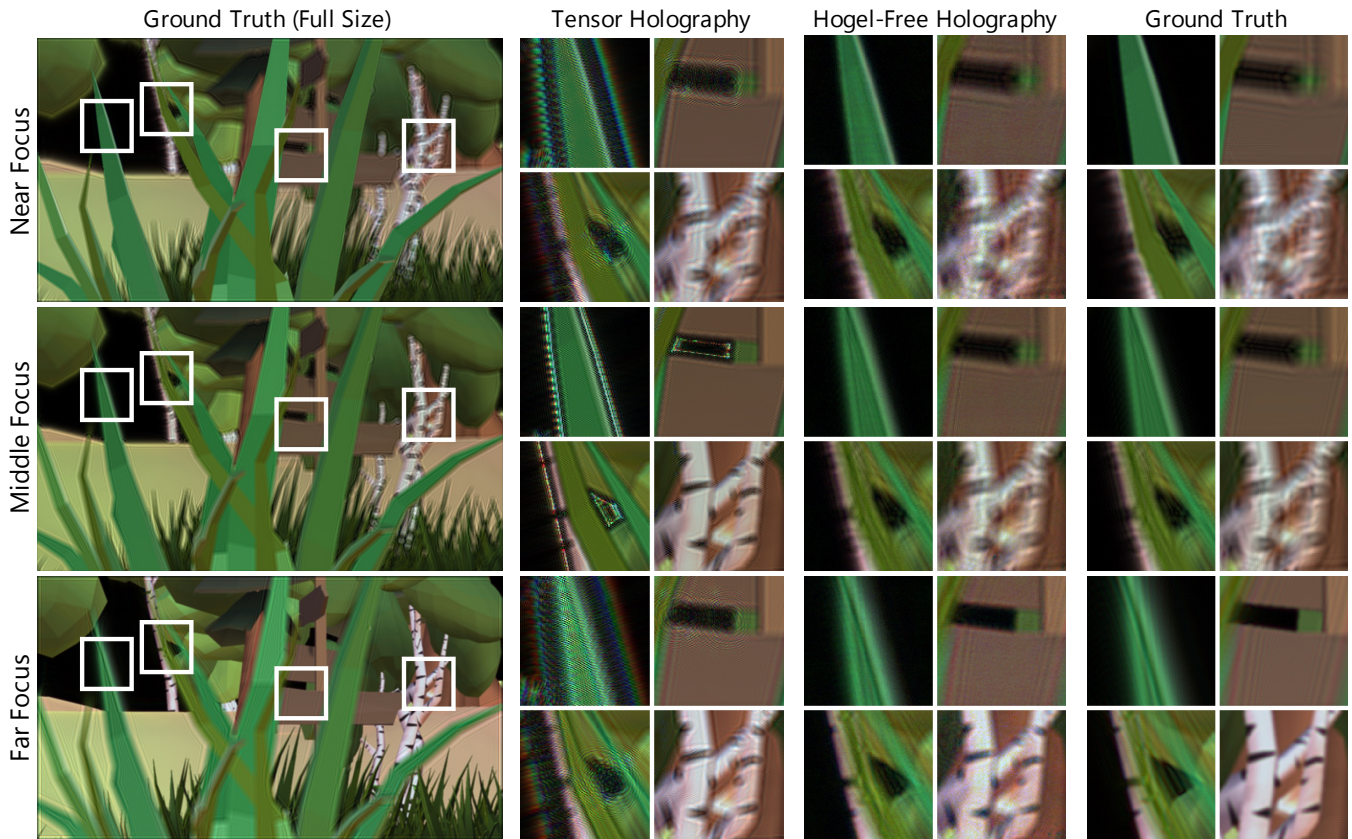 Ground Truth (Full Size)
Tensor Holography
Hogel-Free Holography
Ground Truth
Near Focus
Middle Focus
Far Focus